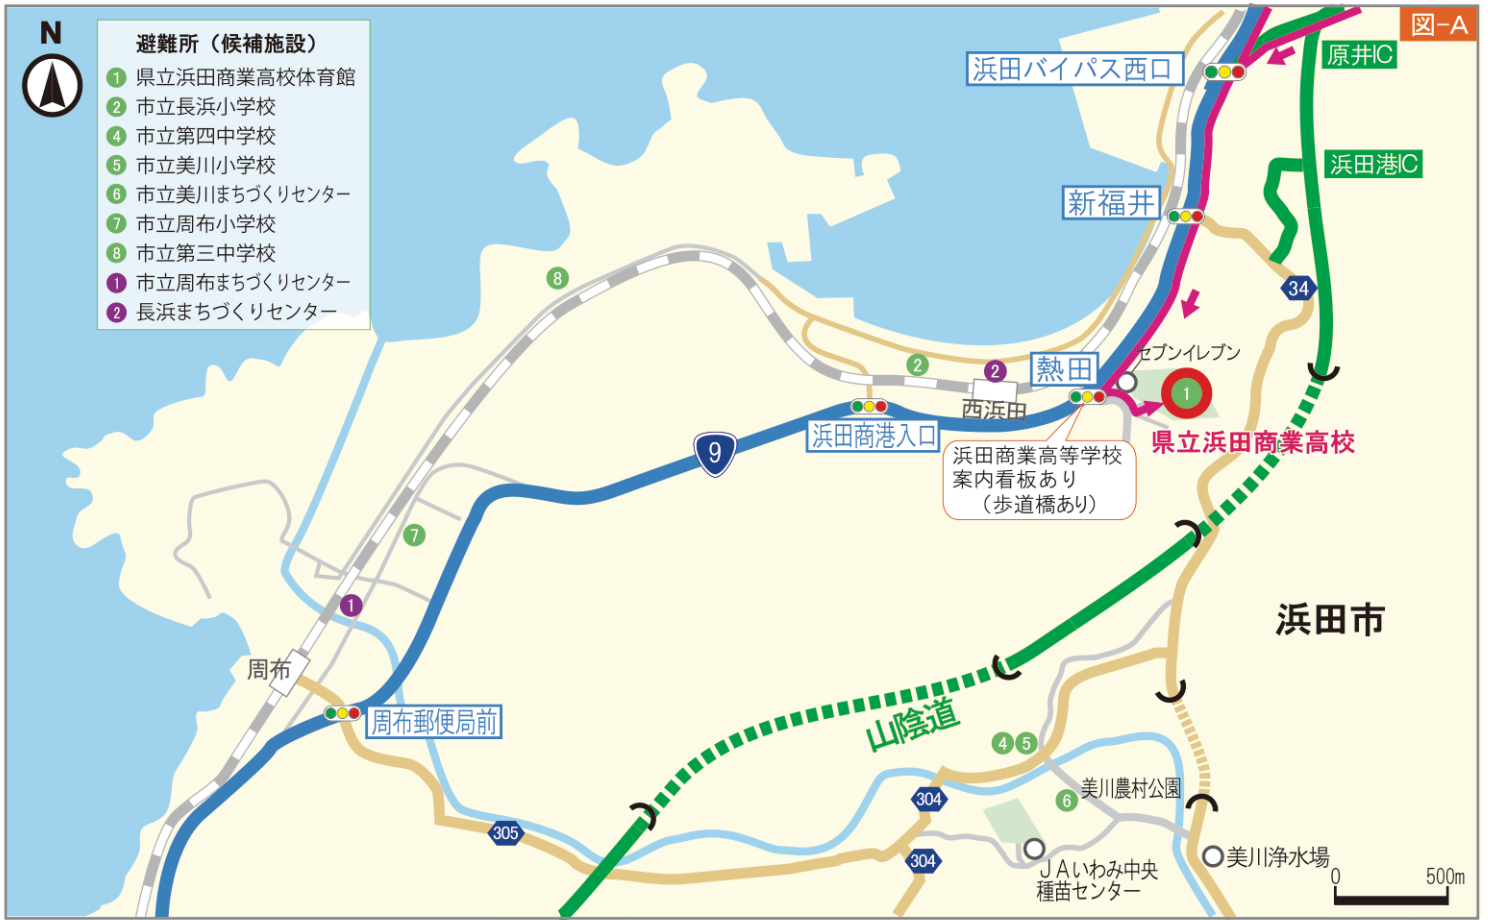 N
避難所（候補施設）
1 県立浜田商業高校体育館
2 市立長浜小学校
4 市立第四中学校
5 市立美川小学校
6 市立美川まちづくりセンター
7 市立周布小学校
8 市立第三中学校
1 市立周布まちづくりセンター
2 長浜まちづくりセンター
図-A
原井IC
浜田バイパス西口
浜田港IC
新福井
34
8
セブンイレブン
熱田
2
2
1
西浜田
浜田商港入口
県立浜田商業高校
9
浜田商業高等学校
案内看板あり
（歩道橋あり）
7
1
浜田市
周布
周布郵便局前
山陰道
4
5
美川農村公園
6
304
305
304
美川浄水場
JAいわみ中央
種苗センター
0
500m